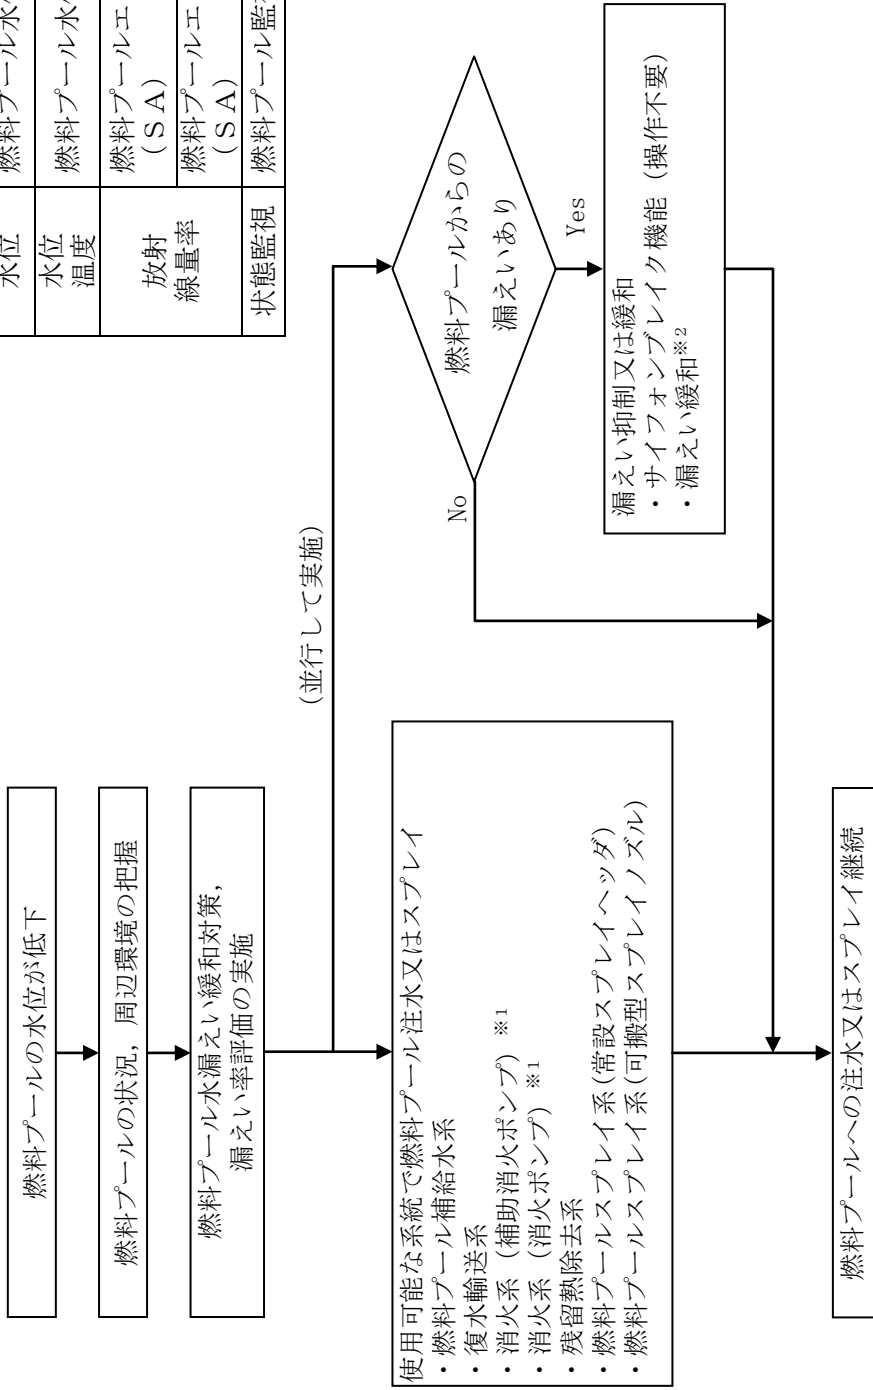 燃料プールの水位が低下
燃料プールの状況，周辺環境の把握
燃料プール水漏えい緩和対策，
漏えい率評価の実施
(並行して実施)
使用可能な系統で燃料プール注水又はスプレイ
・燃料プール補給水系
・復水輸送系
・消火系（補助消火ポンプ）※1
・消火系（消火ポンプ）※1
・残留熱除去系
・燃料プールスプレイ系(常設スプレイヘッダ)
・燃料プールスプレイ系(可搬型スプレイノズル)
燃料プールからの
漏えいあり
No
Yes
漏えい抑制又は緩和
・サイフォンブレイク機能（操作不要）
・漏えい緩和※2
燃料プールへの注水又はスプレイ継続
水位
燃料プール水
水位
温度
燃料プール水
放射
線量率
燃料プールエ
（ＳＡ）
燃料プールエ
（ＳＡ）
状態監視
燃料プール監